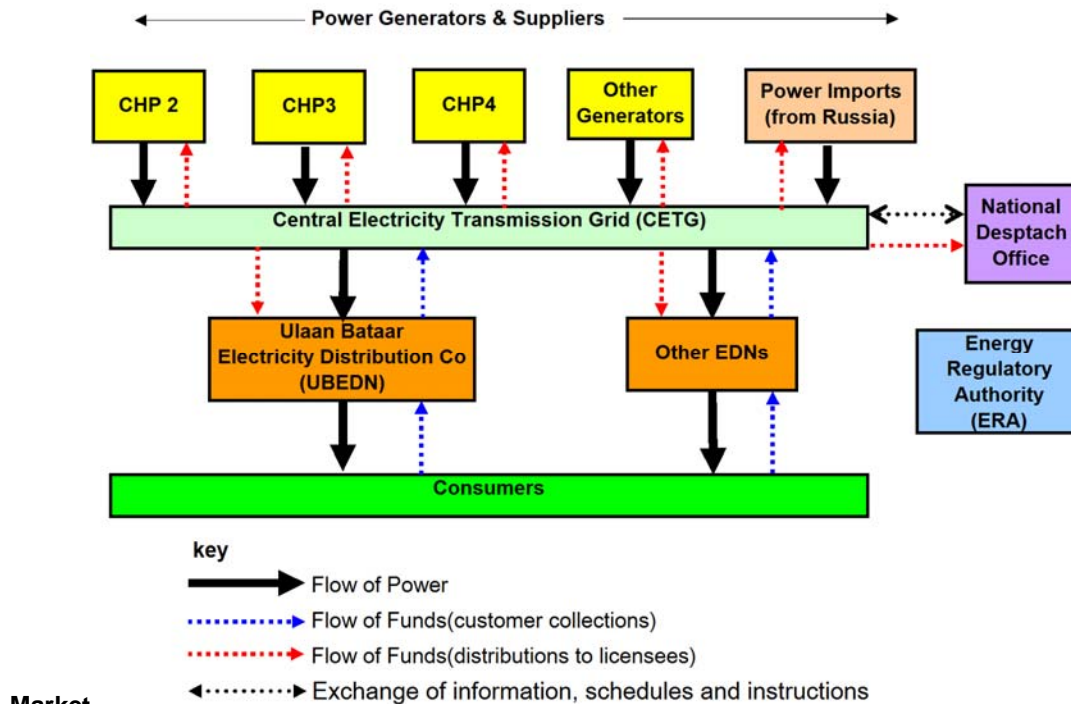 Power Generators & Suppliers
CHP 2
CHP3
CHP4
Other
Generators
Power Imports
(from Russia)
Central Electricity Transmission Grid (CETG)
National
Desptach
Office
Ulaan Bataar
Electricity Distribution Co
(UBEDN)
Other EDNs
Energy
Regulatory
Authority
(ERA)
Consumers
key
Flow of Power
Flow of Funds(customer collections)
Flow of Funds(distributions to licensees)
Exchange of information, schedules and instructions
Market